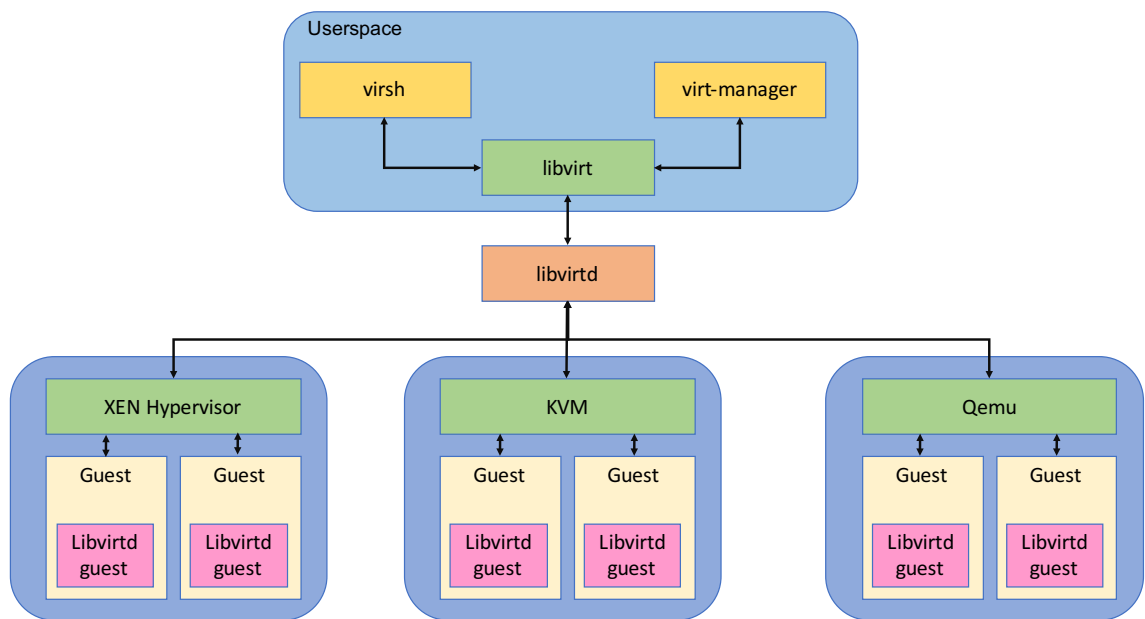 Userspace
virsh
virt-manager
libvirt
libvirtd
XEN Hypervisor
KVM
Qemu
Guest
Guest
Guest
Guest
Guest
Guest
Libvirtd
guest
Libvirtd
guest
Libvirtd
guest
Libvirtd
guest
Libvirtd
guest
Libvirtd
guest